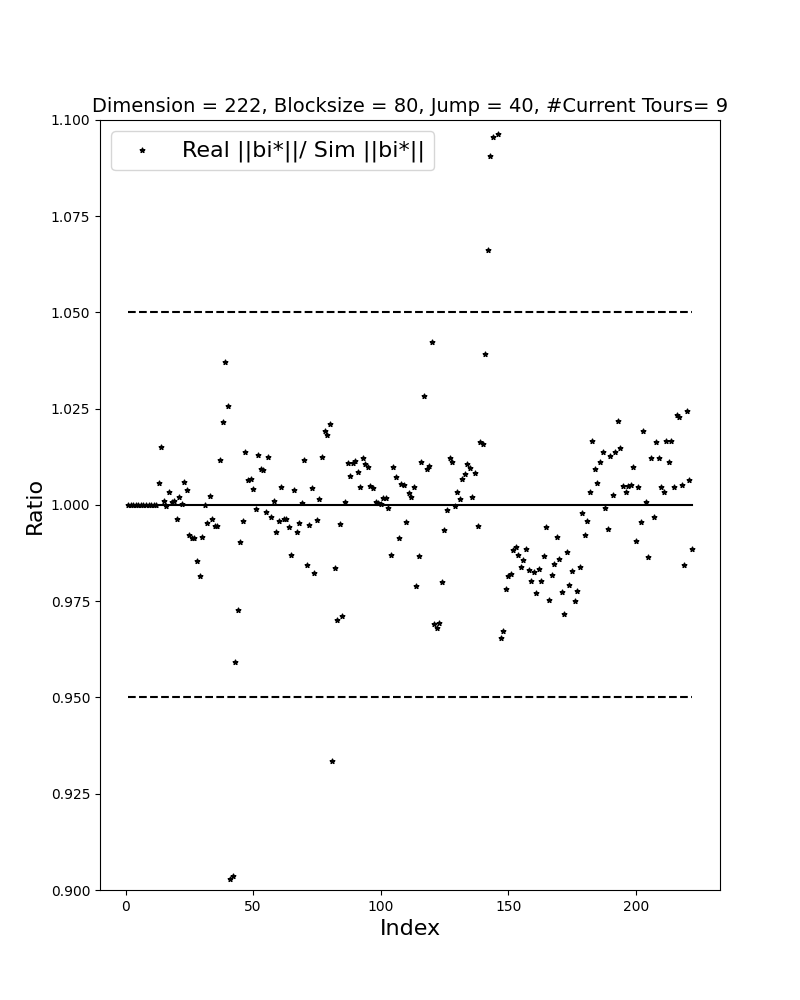 Dimension = 222, Blocksize = 80, Jump = 40, #Current Tours= 9
Real ||bi*||/ Sim ||bi*||
1.100
1.075
1.050
1.025
1.000
0.975
0.950
0.925
0.900
Ratio
0 50 100 150 200
Index